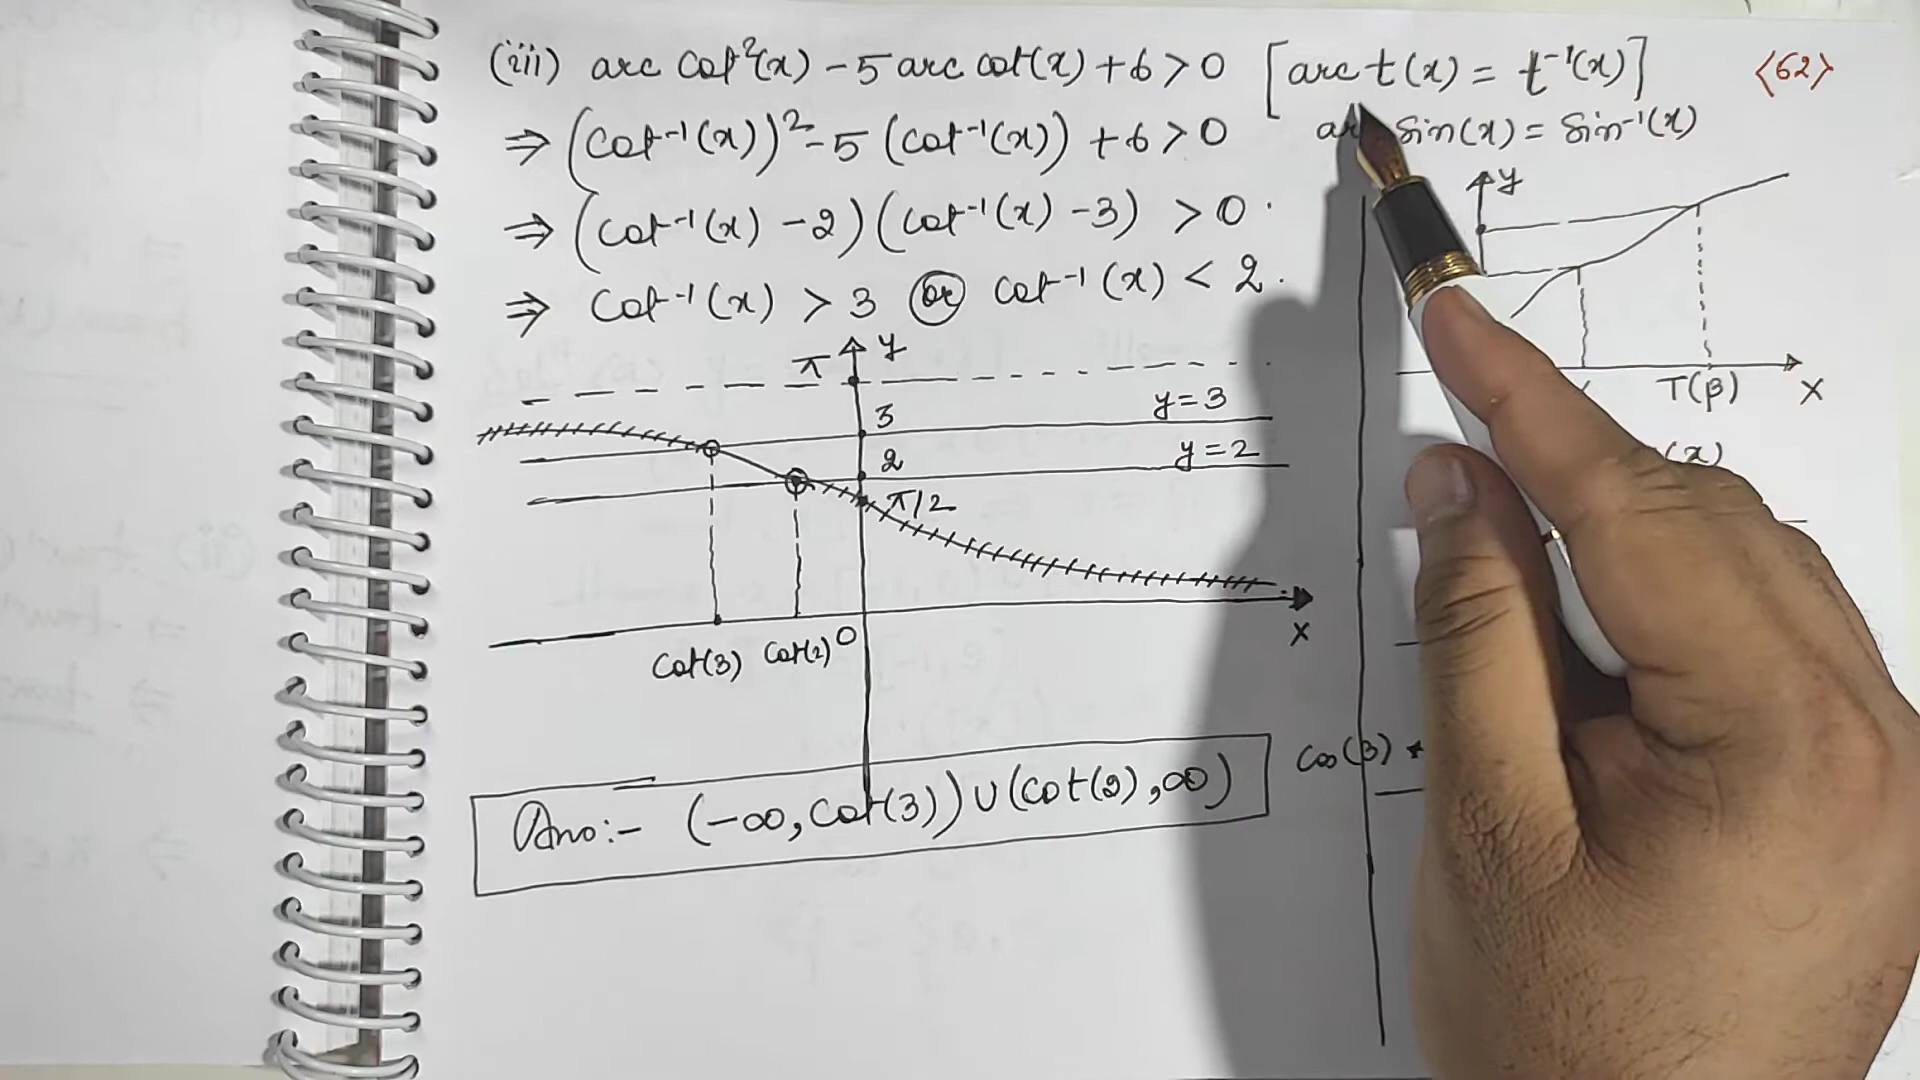 (iii) arc cot²(x) - 5 arc cot(x) + 6 > 0 [arc t(x) = t⁻¹(x)] <62>
⇒ (cot⁻¹(x))² - 5 (cot⁻¹(x)) + 6 > 0
sin(x) = sin⁻¹(x)
⇒ (cot⁻¹(x) - 2) (cot⁻¹(x) - 3) > 0.
⇒ cot⁻¹(x) > 3 or cot⁻¹(x) < 2.
π y
3 y = 3
2 y = 2
π/2
cot(3) cot(2) O X
Ans:- (-∞, cot(3)) ∪ (cot(2), ∞)
y
T(β) X
(x)
cos(3)